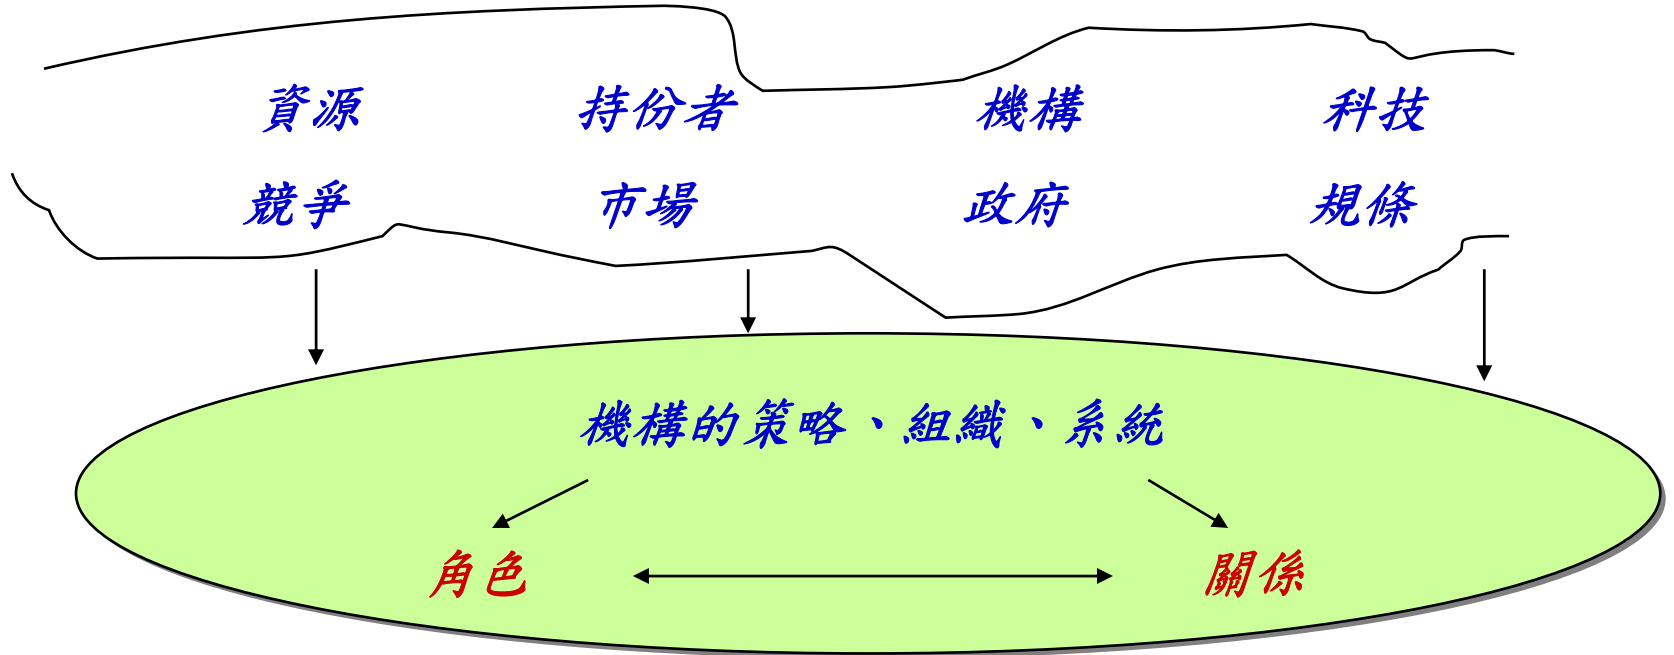 資源 持份者 機構 科技
競爭 市場 政府 規條
機構的策略、組織、系統
角色 關係